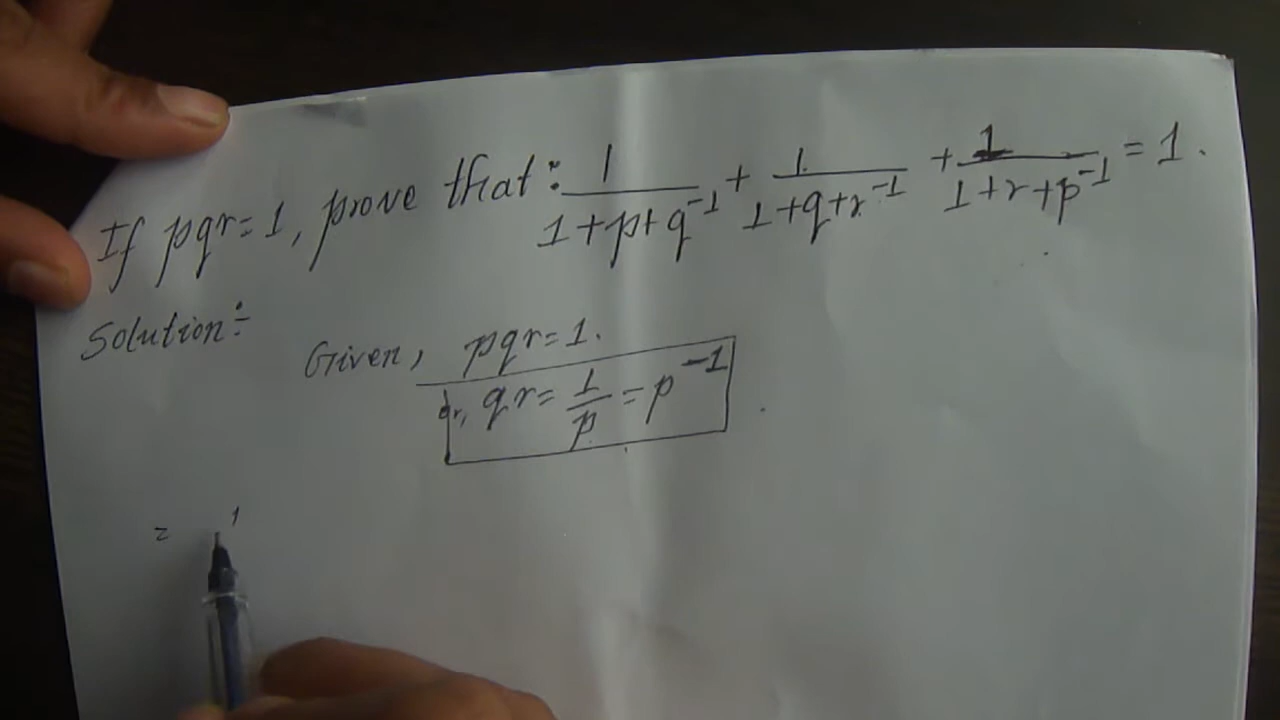 If pqr=1, prove that: 1/(1+p+q⁻¹) + 1/(1+q+r⁻¹) + 1/(1+r+p⁻¹) = 1.
Solution:-
Given, pqr=1.
or, qr = 1/p = p⁻¹
= 1